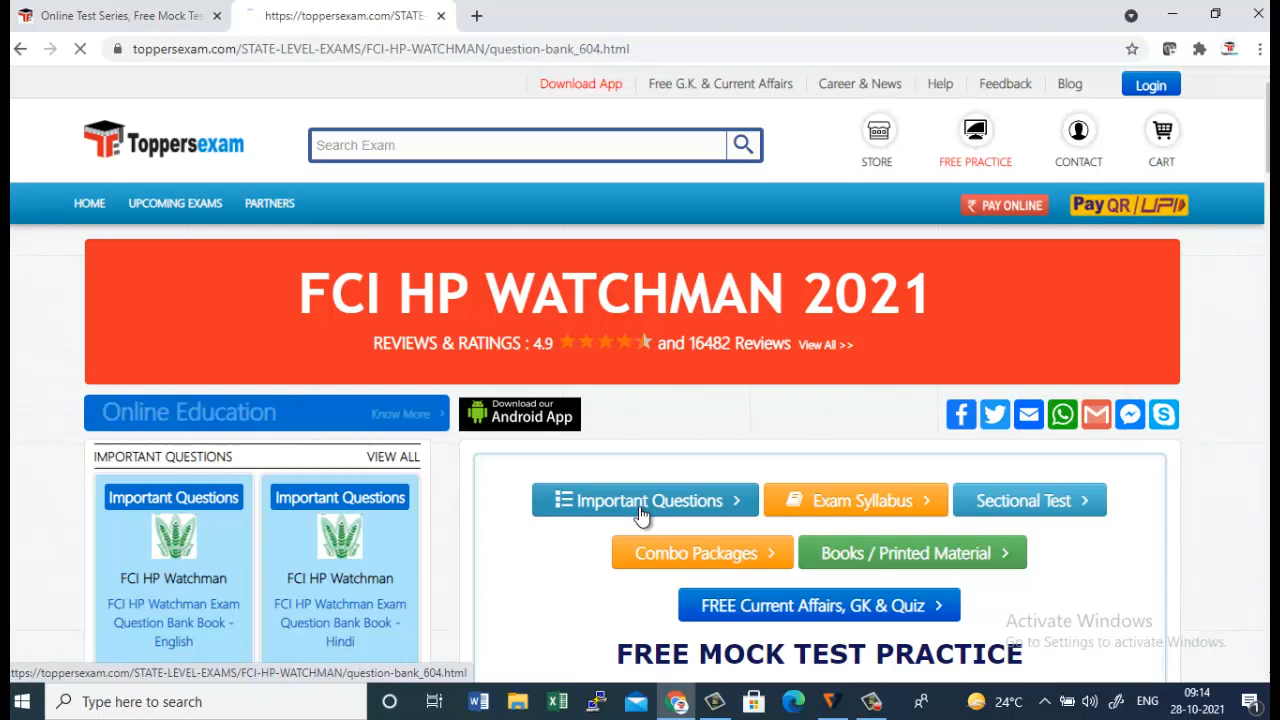 Online Test Series, Free Mock Tes
https://toppersexam.com/STATE-
toppersexam.com/STATE-LEVEL-EXAMS/FCI-HP-WATCHMAN/question-bank_604.html
Download App
Free G.K. & Current Affairs
Career & News
Help
Feedback
Blog
Login
Toppersexam
Search Exam
STORE
FREE PRACTICE
CONTACT
CART
HOME
UPCOMING EXAMS
PARTNERS
₹ PAY ONLINE
Pay QR/UPI
FCI HP WATCHMAN 2021
REVIEWS & RATINGS : 4.9 and 16482 Reviews View All >>
Online Education
Know More >
Download our
Android App
IMPORTANT QUESTIONS
VIEW ALL
Important Questions
FCI HP Watchman
FCI HP Watchman Exam
Question Bank Book -
English
Important Questions
FCI HP Watchman
FCI HP Watchman Exam
Question Bank Book -
Hindi
Important Questions >
Exam Syllabus >
Sectional Test >
Combo Packages >
Books / Printed Material >
FREE Current Affairs, GK & Quiz >
FREE MOCK TEST PRACTICE
Activate Windows
Go to Settings to activate Windows.
https://toppersexam.com/STATE-LEVEL-EXAMS/FCI-HP-WATCHMAN/question-bank_604.html
Type here to search
24°C
ENG
09:14
28-10-2021
1